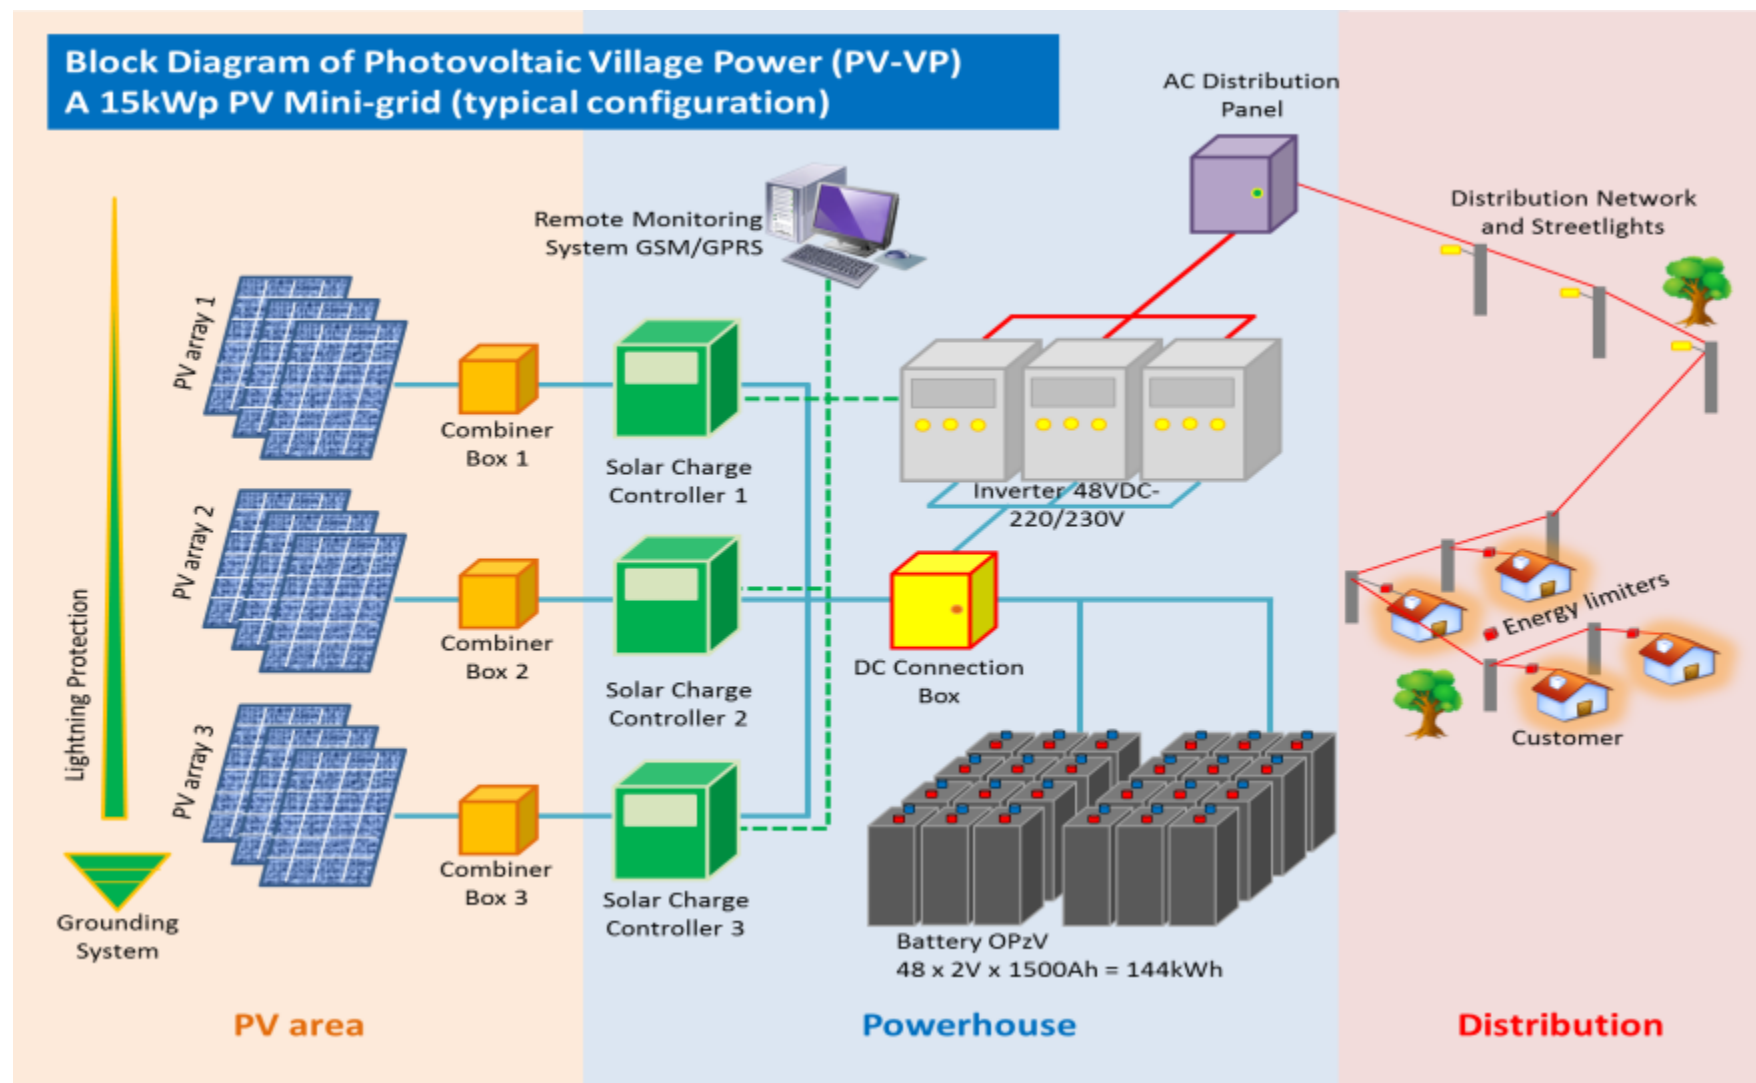 Block Diagram of Photovoltaic Village Power (PV-VP)
A 15kWp PV Mini-grid (typical configuration)
AC Distribution
Panel
Remote Monitoring
System GSM/GPRS
Distribution Network
and Streetlights
PV array 1
Combiner
Box 1
Solar Charge
Controller 1
Inverter 48VDC-
220/230V
PV array 2
Combiner
Box 2
Solar Charge
Controller 2
DC Connection
Box
Energy limiters
Customer
Lightning Protection
PV array 3
Combiner
Box 3
Solar Charge
Controller 3
Grounding
System
Battery OPzV
48 x 2V x 1500Ah = 144kWh
PV area
Powerhouse
Distribution